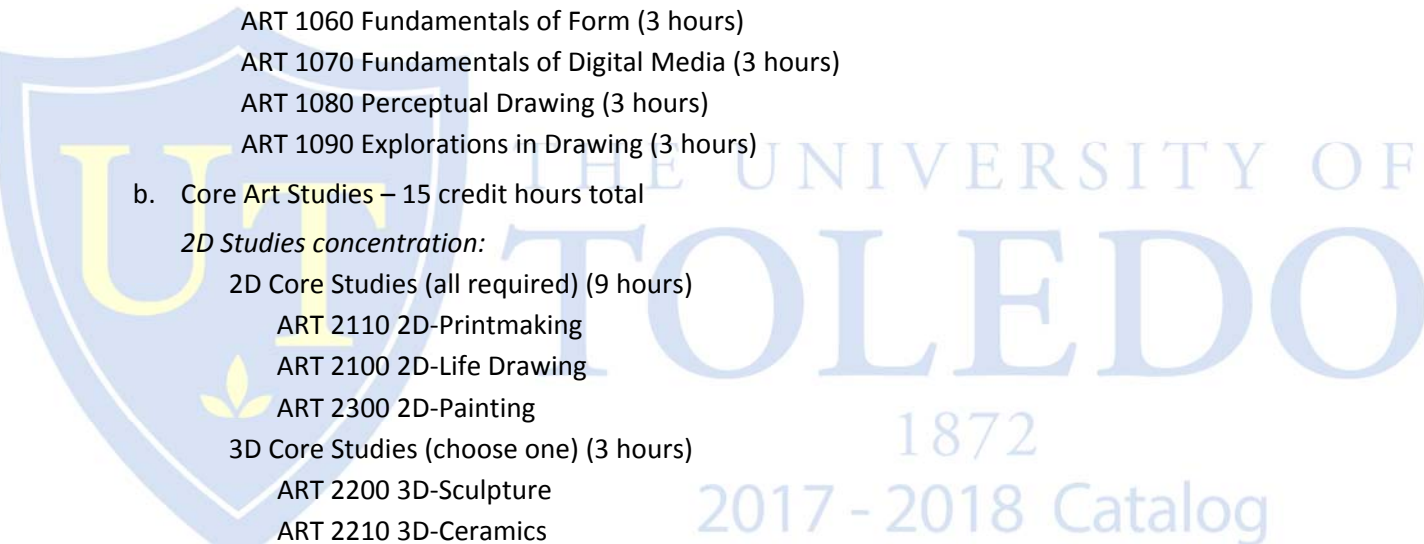 ART 1060 Fundamentals of Form (3 hours)
ART 1070 Fundamentals of Digital Media (3 hours)
ART 1080 Perceptual Drawing (3 hours)
ART 1090 Explorations in Drawing (3 hours)
b. Core Art Studies – 15 credit hours total
2D Studies concentration:
2D Core Studies (all required) (9 hours)
ART 2110 2D-Printmaking
ART 2100 2D-Life Drawing
ART 2300 2D-Painting
3D Core Studies (choose one) (3 hours)
ART 2200 3D-Sculpture
ART 2210 3D-Ceramics
UT
THE UNIVERSITY OF
TOLEDO
1872
2017 - 2018 Catalog